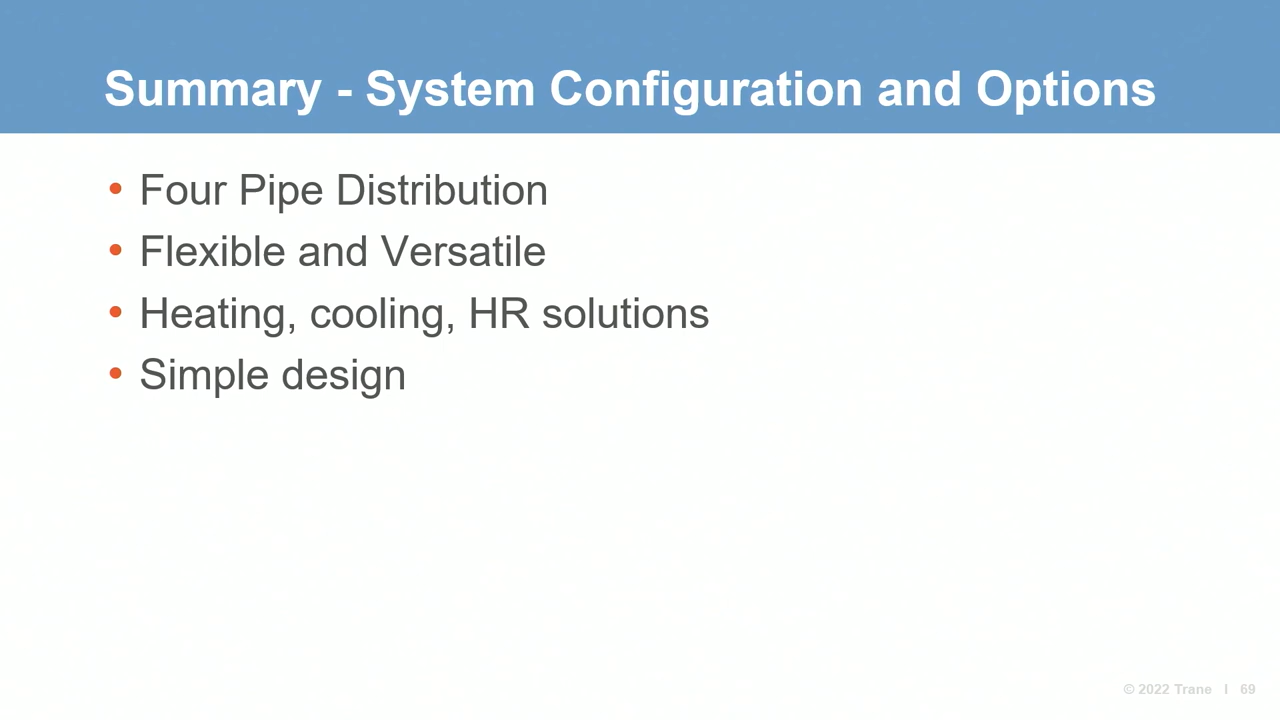 Summary - System Configuration and Options
• Four Pipe Distribution
• Flexible and Versatile
• Heating, cooling, HR solutions
• Simple design
© 2022 Trane | 69